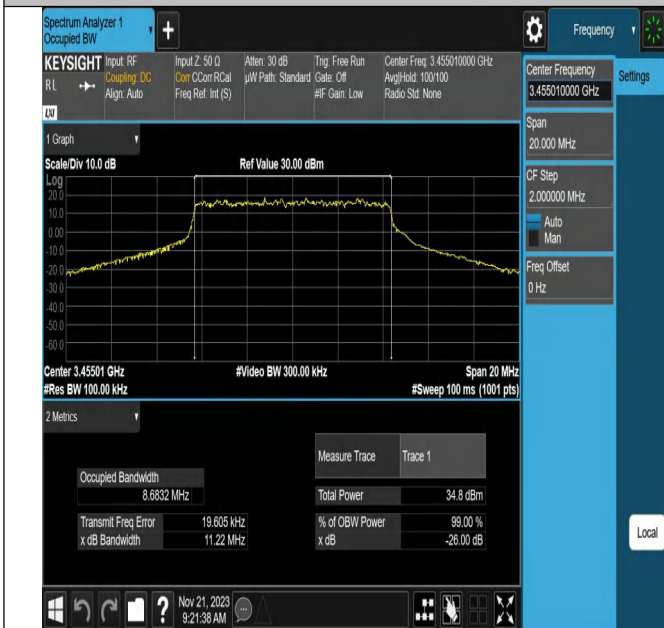 Spectrum Analyzer 1
Occupied BW
Frequency
KEYSIGHT
RL
LXI
Input: RF
Coupling: DC
Align: Auto
Input Z: 50 Ω
Corr CCorr RCal
Freq Ref: Int (S)
Atten: 30 dB
µW Path: Standard
Trig: Free Run
Gate: Off
#IF Gain: Low
Center Freq: 3.455010000 GHz
Avg|Hold: 100/100
Radio Std: None
Center Frequency
3.455010000 GHz
Settings
Span
20.000 MHz
CF Step
2.000000 MHz
Auto
Man
Freq Offset
0 Hz
1 Graph
Scale/Div 10.0 dB
Ref Value 30.00 dBm
Log
20.0
10.0
0.00
-10.0
-20.0
-30.0
-40.0
-50.0
-60.0
Center 3.45501 GHz
#Video BW 300.00 kHz
Span 20 MHz
#Res BW 100.00 kHz
#Sweep 100 ms (1001 pts)
2 Metrics
Measure Trace
Trace 1
Occupied Bandwidth
8.6832 MHz
Total Power
34.8 dBm
Transmit Freq Error
19.605 kHz
% of OBW Power
99.00 %
x dB Bandwidth
11.22 MHz
x dB
-26.00 dB
Local
?
Nov 21, 2023
9:21:38 AM